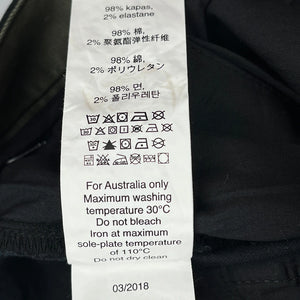 98% kapas,
2% elastane
98% 棉,
2% 聚氨酯弹性纤维
98% 綿,
2% ポリウレタン
98% 면,
2% 폴리우레탄
For Australia only
Maximum washing
temperature 30°C
Do not bleach
Iron at maximum
sole-plate temperature
of 110°C
Do not dry clean
03/2018